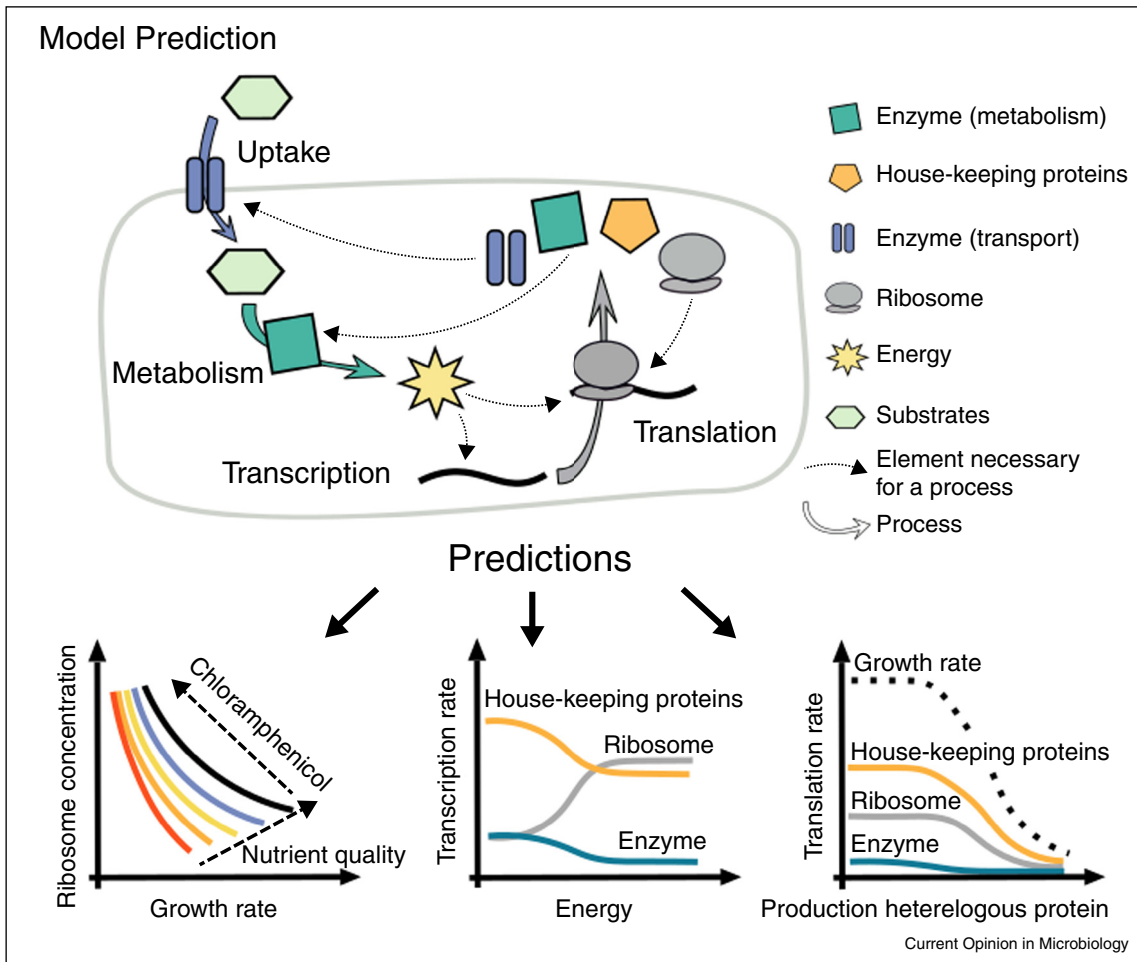 Model Prediction
Uptake
Metabolism
Transcription
Translation
Enzyme (metabolism)
House-keeping proteins
Enzyme (transport)
Ribosome
Energy
Substrates
Element necessary
for a process
Process
Predictions
Ribosome concentration
Chloramphenicol
Nutrient quality
Growth rate
Transcription rate
House-keeping proteins
Ribosome
Enzyme
Energy
Translation rate
Growth rate
House-keeping proteins
Ribosome
Enzyme
Production heterelogous protein
Current Opinion in Microbiology